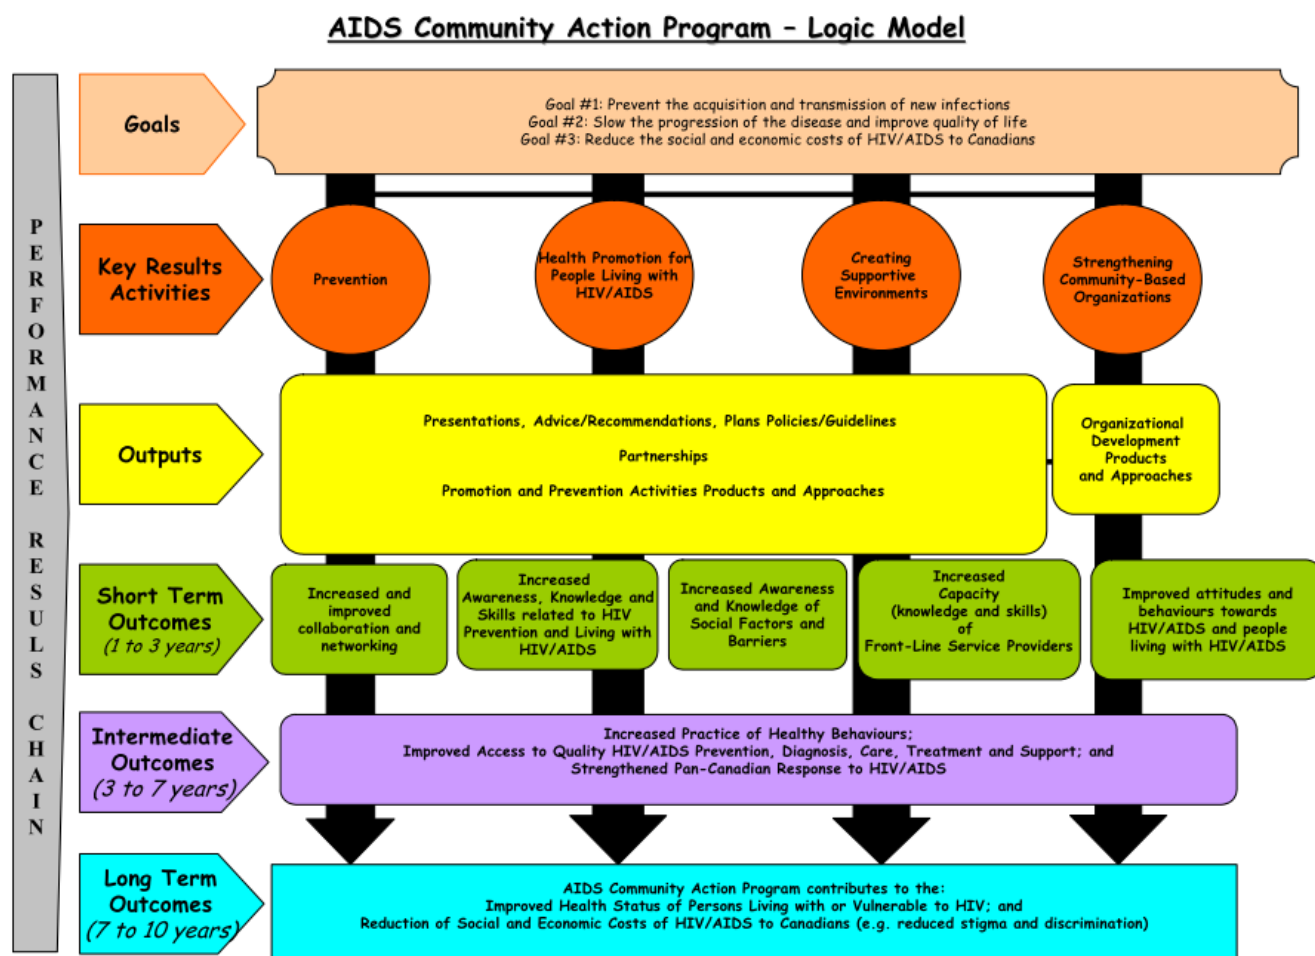 AIDS Community Action Program – Logic Model
PERFORMANCE RESULTS CHAIN
Goals
Goal #1: Prevent the acquisition and transmission of new infections
Goal #2: Slow the progression of the disease and improve quality of life
Goal #3: Reduce the social and economic costs of HIV/AIDS to Canadians
Key Results
Activities
Prevention
Health Promotion for
People Living with
HIV/AIDS
Creating
Supportive
Environments
Strengthening
Community-Based
Organizations
Outputs
Presentations, Advice/Recommendations, Plans Policies/Guidelines
Partnerships
Promotion and Prevention Activities Products and Approaches
Organizational
Development
Products
and Approaches
Short Term
Outcomes
(1 to 3 years)
Increased and
improved
collaboration and
networking
Increased
Awareness, Knowledge and
Skills related to HIV
Prevention and Living with
HIV/AIDS
Increased Awareness
and Knowledge of
Social Factors and
Barriers
Increased
Capacity
(knowledge and skills)
of
Front-Line Service Providers
Improved attitudes and
behaviours towards
HIV/AIDS and people
living with HIV/AIDS
Intermediate
Outcomes
(3 to 7 years)
Increased Practice of Healthy Behaviours;
Improved Access to Quality HIV/AIDS Prevention, Diagnosis, Care, Treatment and Support; and
Strengthened Pan-Canadian Response to HIV/AIDS
Long Term
Outcomes
(7 to 10 years)
AIDS Community Action Program contributes to the:
Improved Health Status of Persons Living with or Vulnerable to HIV; and
Reduction of Social and Economic Costs of HIV/AIDS to Canadians (e.g. reduced stigma and discrimination)